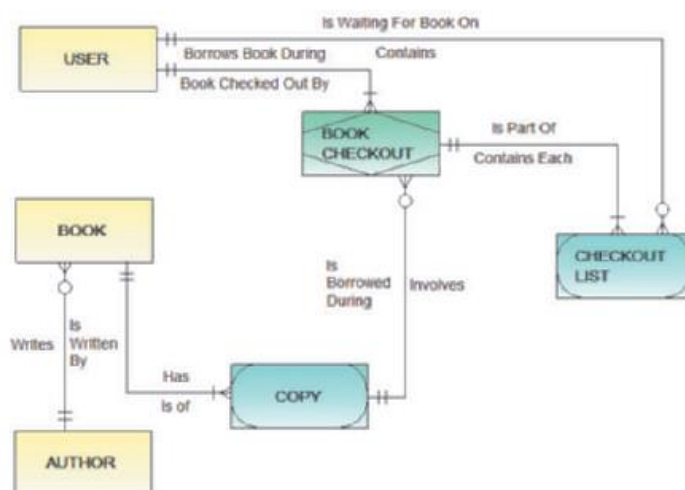 Is Waiting For Book On
USER
Borrows Book During
Contains
Book Checked Out By
BOOK
CHECKOUT
Is Part Of
Contains Each
BOOK
CHECKOUT
LIST
Is
Borrowed
During
Involves
Writes
Is
Written
By
Has
Is of
COPY
AUTHOR